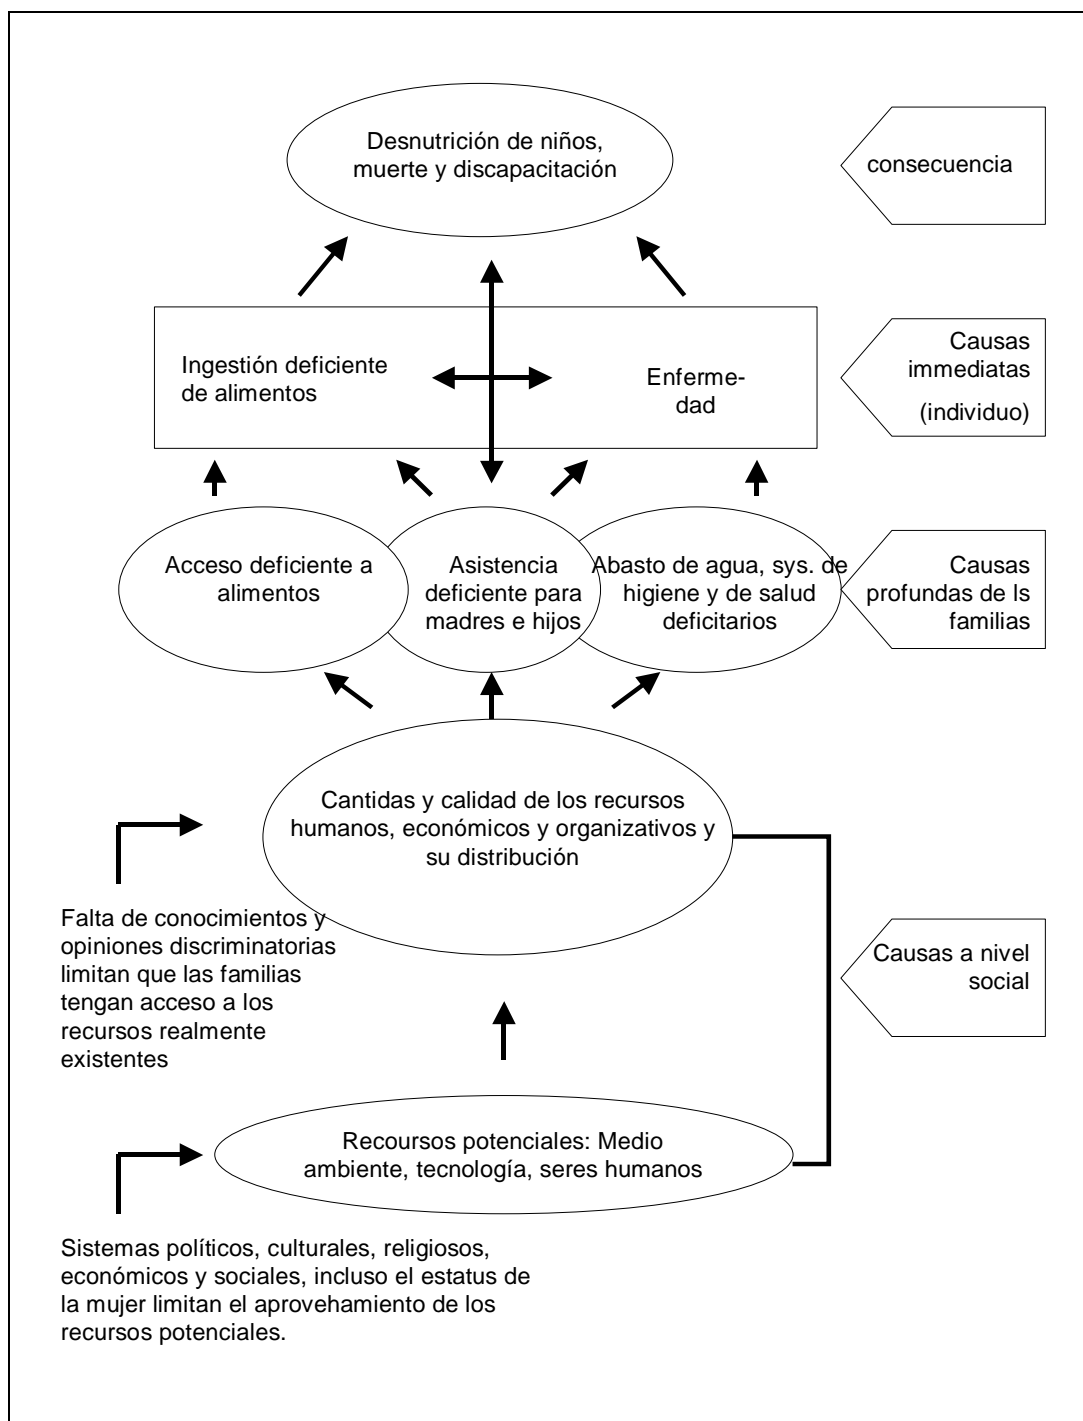 Desnutrición de niños,
muerte y discapacitación
consecuencia
Ingestión deficiente
de alimentos
Enferme-
dad
Causas
immediatas
(individuo)
Acceso deficiente a
alimentos
Asistencia
deficiente para
madres e hijos
Abasto de agua, sys. de
higiene y de salud
deficitarios
Causas
profundas de ls
familias
Cantidas y calidad de los recursos
humanos, económicos y organizativos y
su distribución
Falta de conocimientos y
opiniones discriminatorias
limitan que las familias
tengan acceso a los
recursos realmente
existentes
Causas a nivel
social
Recoursos potenciales: Medio
ambiente, tecnología, seres humanos
Sistemas políticos, culturales, religiosos,
económicos y sociales, incluso el estatus de
la mujer limitan el aprovehamiento de los
recursos potenciales.